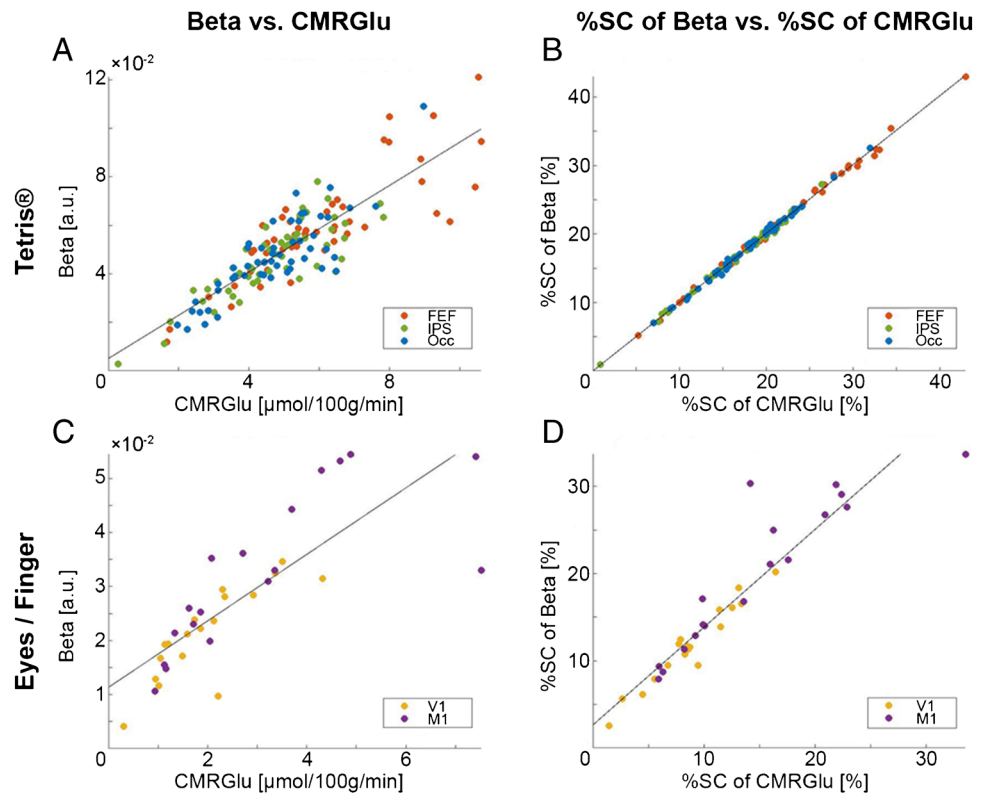 Beta vs. CMRGlu
%SC of Beta vs. %SC of CMRGlu
A
×10-2
12
8
4
0
4
8
Beta [a.u.]
CMRGlu [µmol/100g/min]
FEF
IPS
Occ
Tetris®
B
40
30
20
10
0
10
20
30
40
%SC of Beta [%]
%SC of CMRGlu [%]
FEF
IPS
Occ
C
×10-2
5
4
3
2
1
0
2
4
6
Beta [a.u.]
CMRGlu [µmol/100g/min]
V1
M1
Eyes / Finger
D
30
20
10
0
10
20
30
%SC of Beta [%]
%SC of CMRGlu [%]
V1
M1